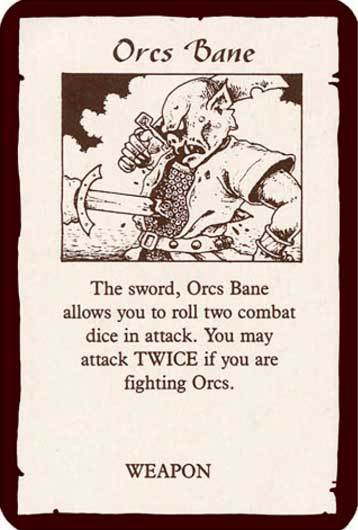 Orcs Bane
The sword, Orcs Bane
allows you to roll two combat
dice in attack. You may
attack TWICE if you are
fighting Orcs.
WEAPON